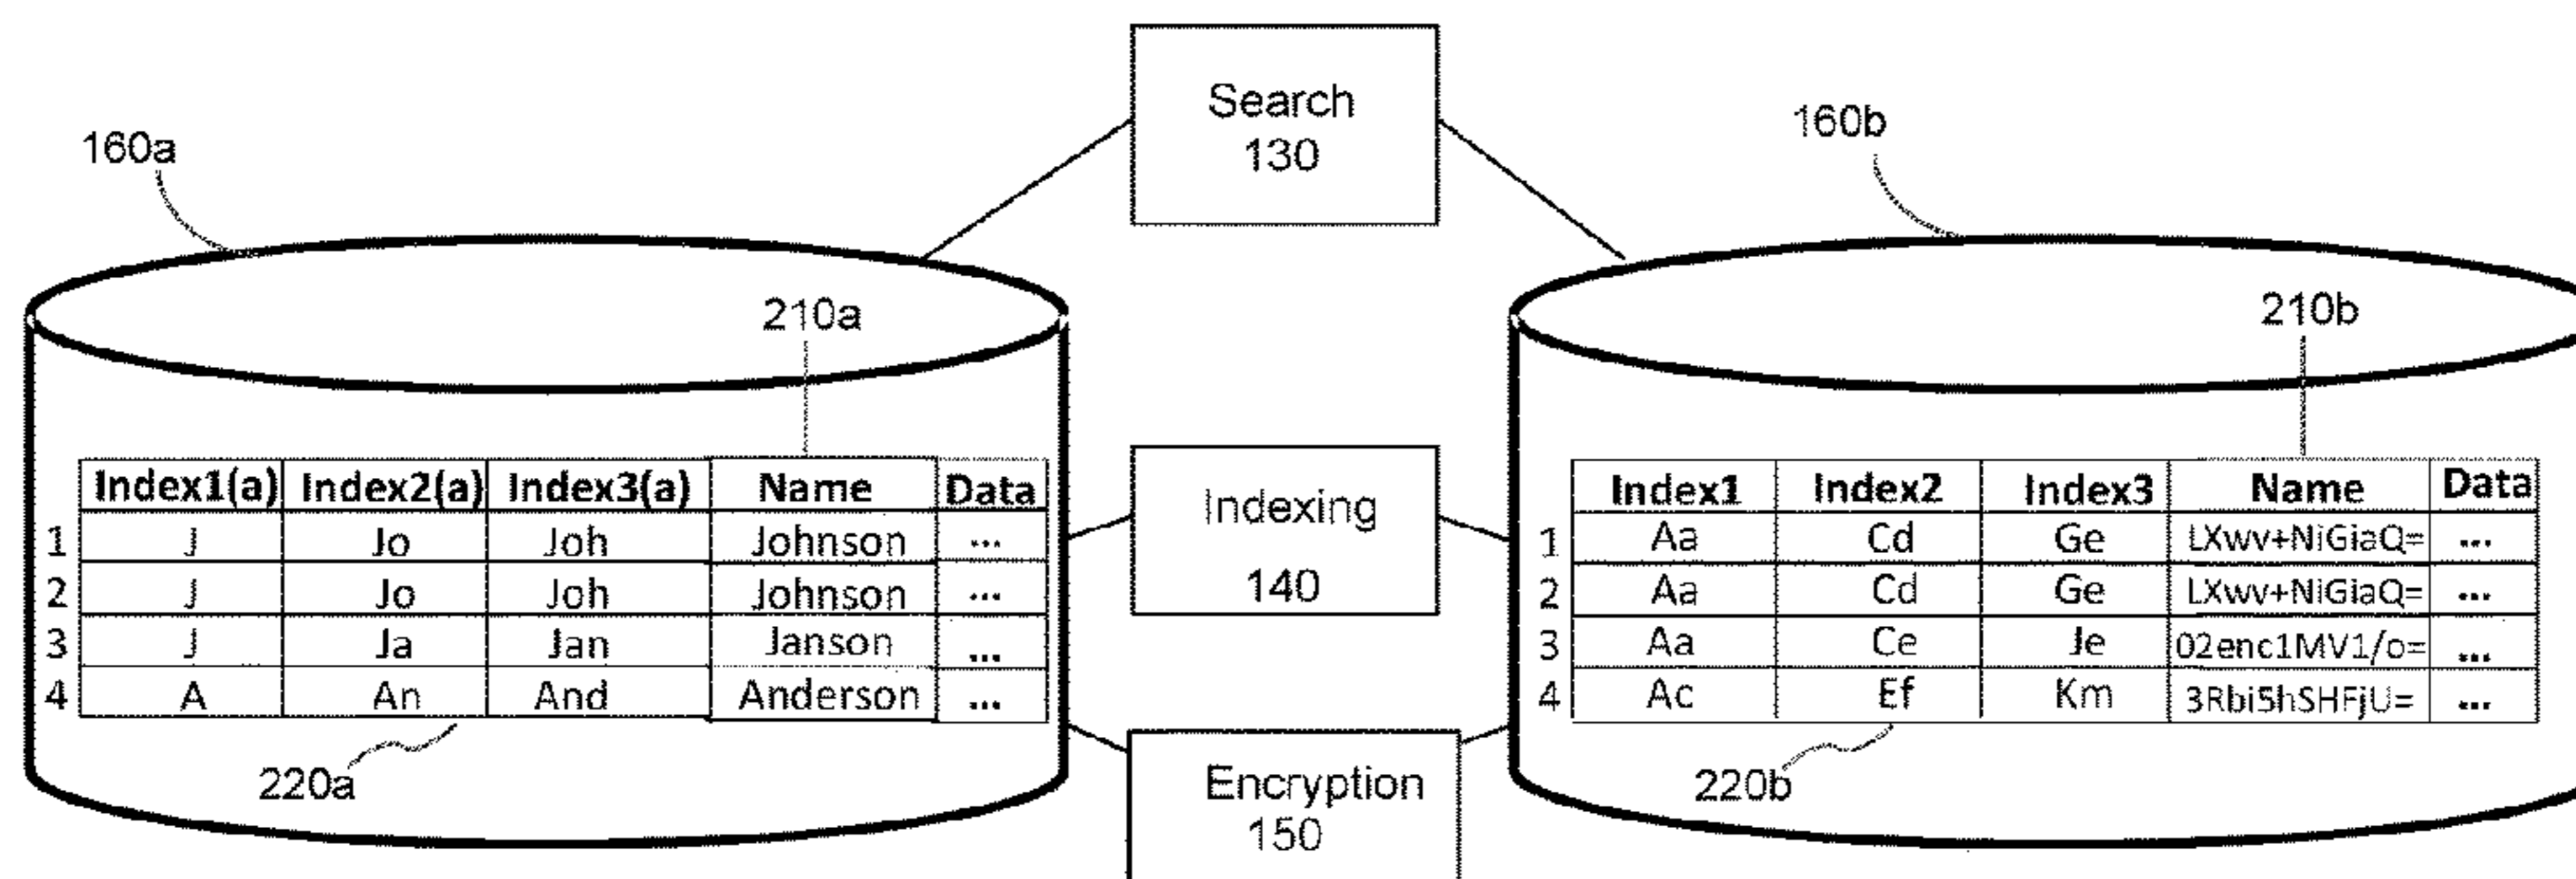 Search
130
160a
160b
210a
210b
Index1(a) Index2(a) Index3(a) Name Data
1 J Jo Joh Johnson ...
2 J Jo Joh Johnson ...
3 J Ja Jan Janson ...
4 A An And Anderson ...
220a
Indexing
140
Encryption
150
Index1 Index2 Index3 Name Data
1 Aa Cd Ge LXwv+NiGiaQ= ...
2 Aa Cd Ge LXwv+NiGiaQ= ...
3 Aa Ce Je 02enc1MV1/o= ...
4 Ac Ef Km 3Rbi5hSHFjU= ...
220b